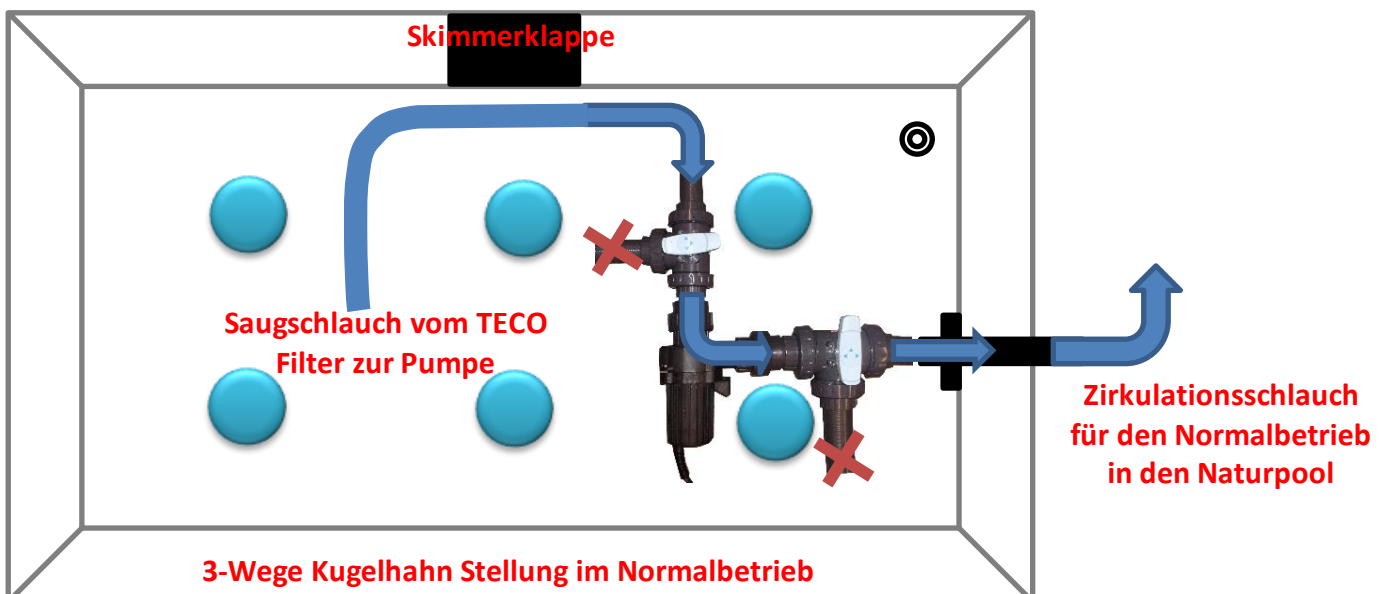 Skimmerklappe
Saugschlauch vom TECO
Filter zur Pumpe
Zirkulationsschlauch
für den Normalbetrieb
in den Naturpool
3-Wege Kugelhahn Stellung im Normalbetrieb